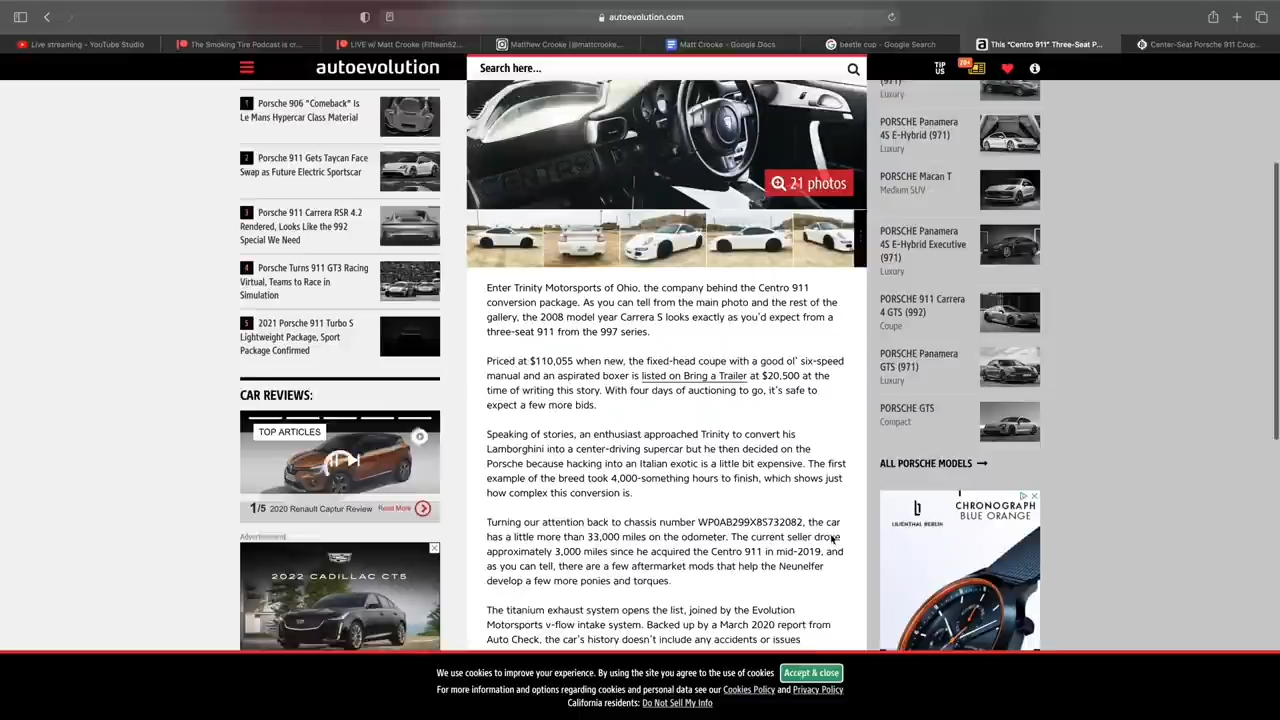 autoevolution.com
Live streaming - YouTube Studio
The Smoking Tire Podcast is cr...
LIVE w/ Matt Crooke (Fifteen52...
Matthew Crooke (@mattcrooke...
Matt Crooke - Google Docs
beetle cup - Google Search
This "Centro 911" Three-Seat P...
Center-Seat Porsche 911 Coup...
autoevolution
Search here...
TIP US
20+
1 Porsche 906 "Comeback" Is
Le Mans Hypercar Class Material
2 Porsche 911 Gets Taycan Face
Swap as Future Electric Sportscar
3 Porsche 911 Carrera RSR 4.2
Rendered, Looks Like the 992
Special We Need
4 Porsche Turns 911 GT3 Racing
Virtual, Teams to Race in
Simulation
5 2021 Porsche 911 Turbo S
Lightweight Package, Sport
Package Confirmed
CAR REVIEWS:
TOP ARTICLES
1/5 2020 Renault Captur Review Read More
Advertisement
2022 CADILLAC CT5
21 photos
Enter Trinity Motorsports of Ohio, the company behind the Centro 911
conversion package. As you can tell from the main photo and the rest of the
gallery, the 2008 model year Carrera S looks exactly as you'd expect from a
three-seat 911 from the 997 series.
Priced at $110,055 when new, the fixed-head coupe with a good ol' six-speed
manual and an aspirated boxer is listed on Bring a Trailer at $20,500 at the
time of writing this story. With four days of auctioning to go, it's safe to
expect a few more bids.
Speaking of stories, an enthusiast approached Trinity to convert his
Lamborghini into a center-driving supercar but he then decided on the
Porsche because hacking into an Italian exotic is a little bit expensive. The first
example of the breed took 4,000-something hours to finish, which shows just
how complex this conversion is.
Turning our attention back to chassis number WP0AB299X8S732082, the car
has a little more than 33,000 miles on the odometer. The current seller drove
approximately 3,000 miles since he acquired the Centro 911 in mid-2019, and
as you can tell, there are a few aftermarket mods that help the Neunelfer
develop a few more ponies and torques.
The titanium exhaust system opens the list, joined by the Evolution
Motorsports v-flow intake system. Backed up by a March 2020 report from
Auto Check, the car's history doesn't include any accidents or issues
(971)
Luxury
PORSCHE Panamera
4S E-Hybrid (971)
Luxury
PORSCHE Macan T
Medium SUV
PORSCHE Panamera
4S E-Hybrid Executive
(971)
Luxury
PORSCHE 911 Carrera
4 GTS (992)
Coupe
PORSCHE Panamera
GTS (971)
Luxury
PORSCHE GTS
Compact
ALL PORSCHE MODELS
LILIENTHAL BERLIN
CHRONOGRAPH
BLUE ORANGE
We use cookies to improve your experience. By using the site you agree to the use of cookies Accept & close
For more information and options regarding cookies and personal data see our Cookies Policy and Privacy Policy
California residents: Do Not Sell My Info